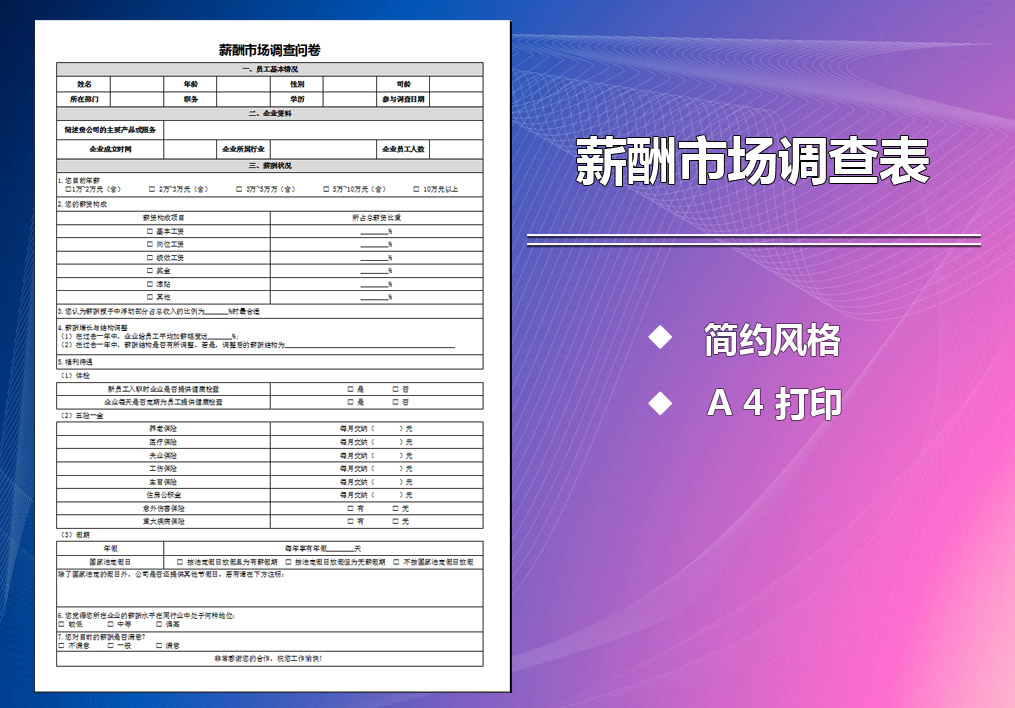 薪酬市场调查问卷
一、员工基本情况
姓名 年龄 性别 司龄
所在部门 职务 学历 参与调查日期
二、企业资料
简述贵公司的主要产品或服务
企业成立时间 企业所属行业 企业员工人数
三、薪酬状况
1.您目前年薪
□1万~2万元（含） □ 2万~3万元（含） □ 3万~5万万（含） □ 5万~10万元（含） □ 10万元以上
2.您的薪资构成
薪资构成项目 所占总薪资比重
□ 基本工资 ______%
□ 岗位工资 ______%
□ 绩效工资 ______%
□ 奖金 ______%
□ 津贴 ______%
□ 其他 ______%
3.您认为薪酬授予中浮动部分占总收入的比例为______%时最合适
4.薪酬增长与结构调整
（1）在过去一年中，企业给员工平均加薪幅度达______%；
（2）在过去一年中，薪酬结构是否有所调整，若是，调整后的薪酬结构为______
5.福利待遇
（1）体检
新员工入职时企业是否提供健康检查 □ 是 □ 否
企业每天是否定期为员工提供健康检查 □ 是 □ 否
（2）五险一金
养老保险 每月交纳（ ）元
医疗保险 每月交纳（ ）元
失业保险 每月交纳（ ）元
工伤保险 每月交纳（ ）元
生育保险 每月交纳（ ）元
住房公积金 每月交纳（ ）元
意外伤害保险 □ 有 □ 无
重大疾病保险 □ 有 □ 无
（3）假期
年假 每年享有年假______天
国家法定假日 □ 按法定假日放假且为有薪假期 □ 按法定假日放假但为无薪假期 □ 不按国家法定假日放假
除了国家法定的假日外，公司是否还提供其他节假日，若有请在下方注明：
6.您觉得您所在企业的薪酬水平在同行业中处于何种地位：
□ 较低 □ 中等 □ 偏高
7.您对目前的薪酬是否满意？
□ 不满意 □ 一般 □ 满意
非常感谢您的合作，祝您工作愉快！
薪酬市场调查表
◆ 简约风格
◆ A4打印